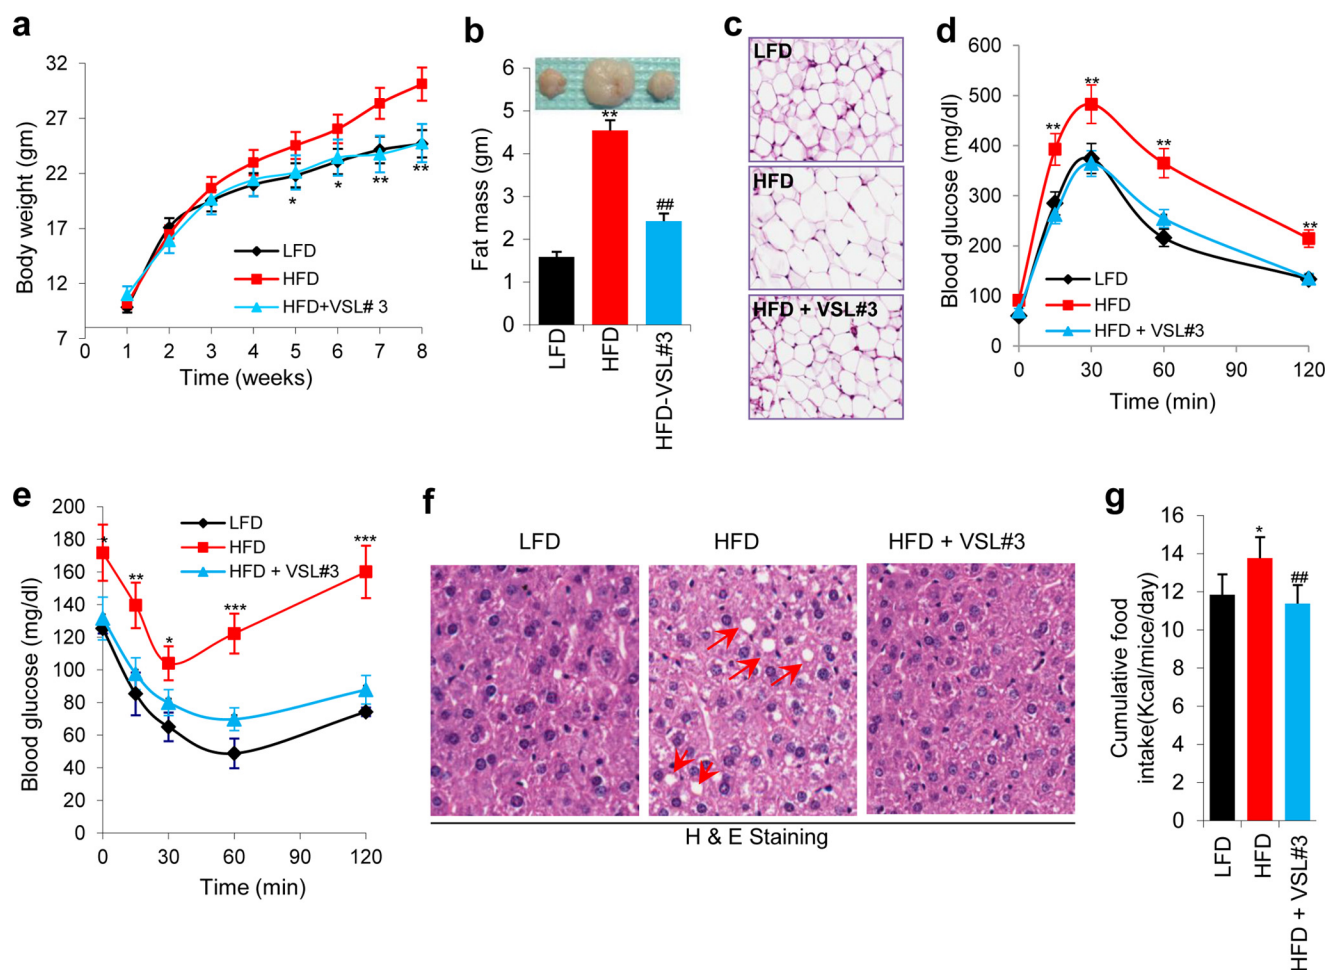 a
32
27
22
17
12
7
Body weight (gm)
* * ** **
LFD
HFD
HFD+VSL# 3
0 1 2 3 4 5 6 7 8
Time (weeks)
b
6
5
4
3
2
1
0
Fat mass (gm)
**
##
LFD
HFD
HFD-VSL#3
c
LFD
HFD
HFD + VSL#3
d
600
500
400
300
200
100
0
Blood glucose (mg/dl)
** ** ** **
LFD
HFD
HFD + VSL#3
0 30 60 90 120
Time (min)
e
200
180
160
140
120
100
80
60
40
20
0
Blood glucose (mg/dl)
* ** * *** ***
LFD
HFD
HFD + VSL#3
0 30 60 120
Time (min)
f
LFD HFD HFD + VSL#3
H & E Staining
g
16
14
12
10
8
6
4
2
0
Cumulative food
intake(Kcal/mice/day)
*
##
LFD
HFD
HFD + VSL#3